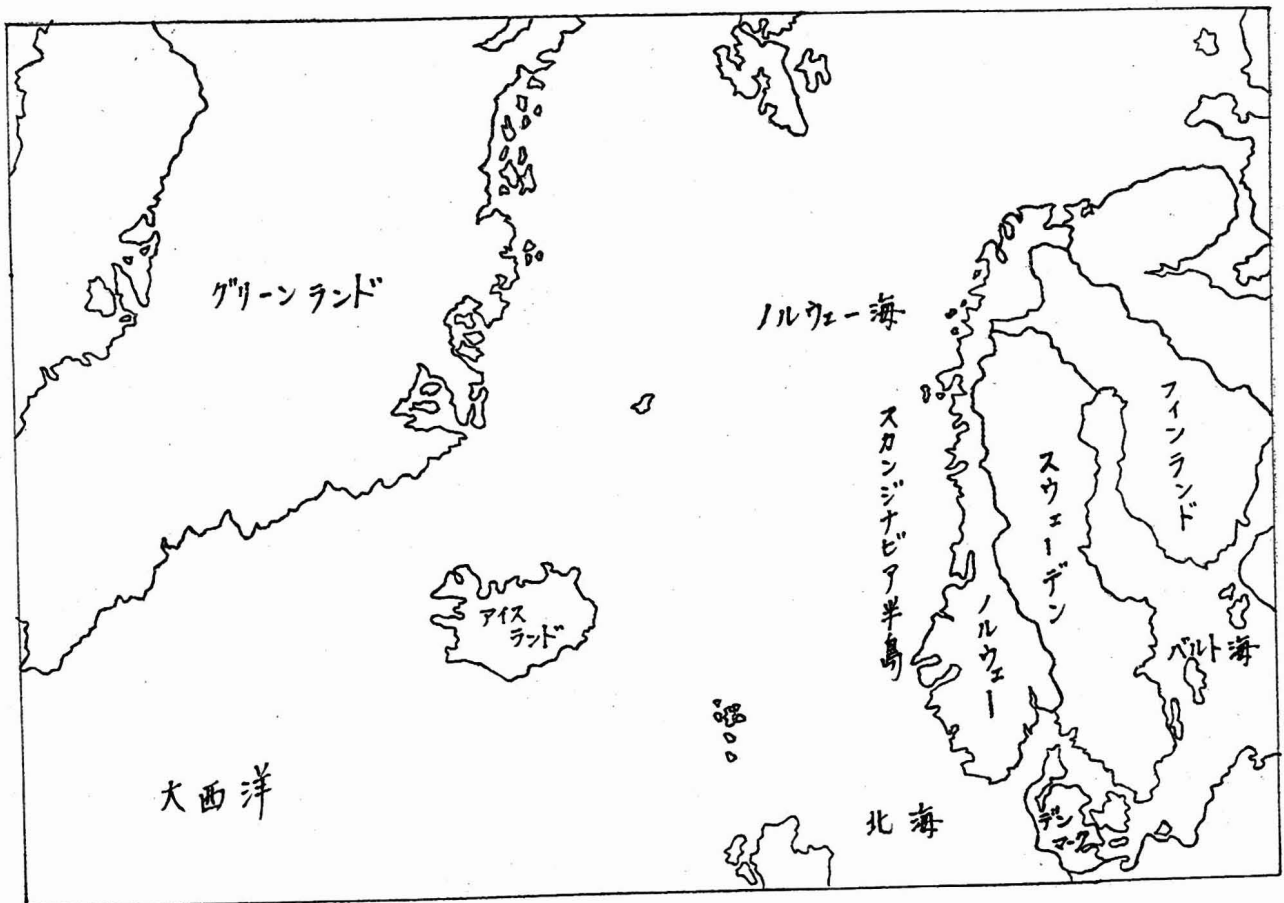 グリーンランド
ノルウェー海
スカンジナビア半島
フィンランド
スウェーデン
ノルウェー
アイス
ランド
ベルト海
大西洋
北海
デン
マーク